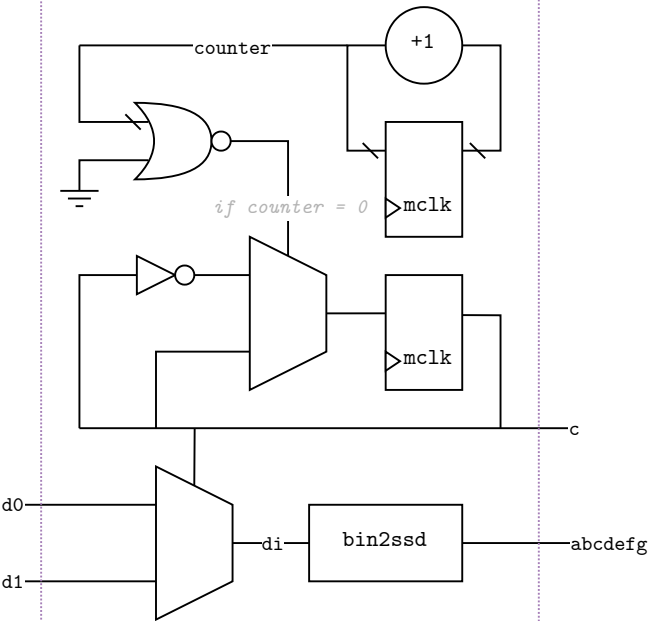 +1
counter
mclk
if counter = 0
mclk
c
d0
di
bin2ssd
abcdefg
d1